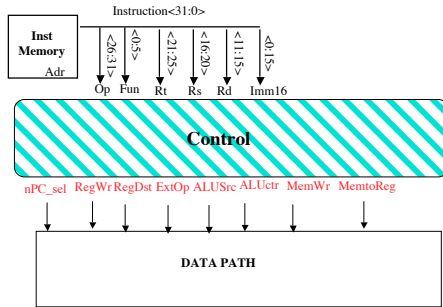 Instruction<31:0>
Inst
Memory
Adr
<26:31>
<0:5>
<21:25>
<16:20>
<11:15>
<0:15>
Op Fun Rt Rs Rd Imm16
Control
nPC_sel RegWr RegDst ExtOp ALUSrc ALUctr MemWr MemtoReg
DATA PATH